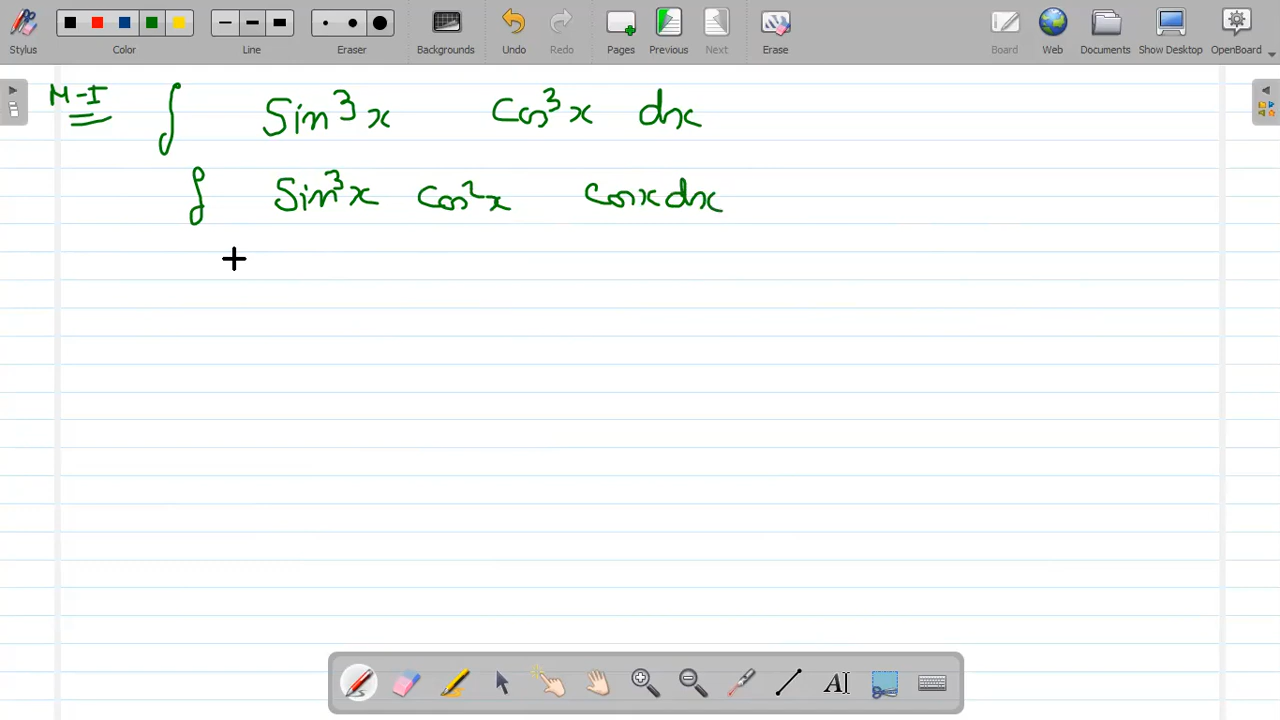 Stylus Color Line Eraser Backgrounds Undo Redo Pages Previous Next Erase Board Web Documents Show Desktop OpenBoard
M-I ∫ Sin³x Cos³x dx
∫ Sin³x Cos²x Cosx dx